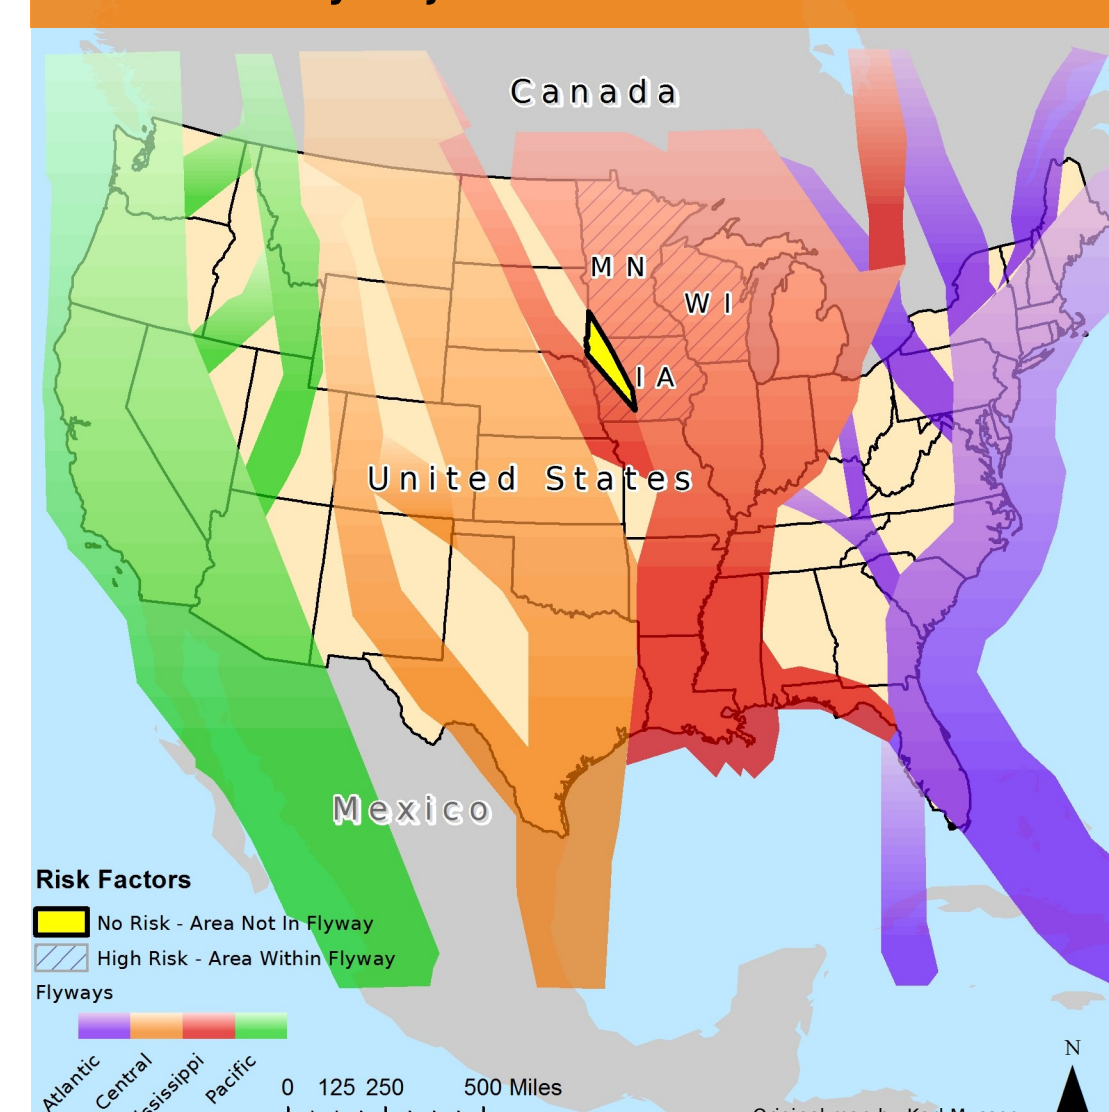 Canada
M N
W I
I A
United States
Mexico
Risk Factors
No Risk - Area Not In Flyway
High Risk - Area Within Flyway
Flyways
Atlantic
Central
ssissippi
Pacific
0 125 250 500 Miles
N